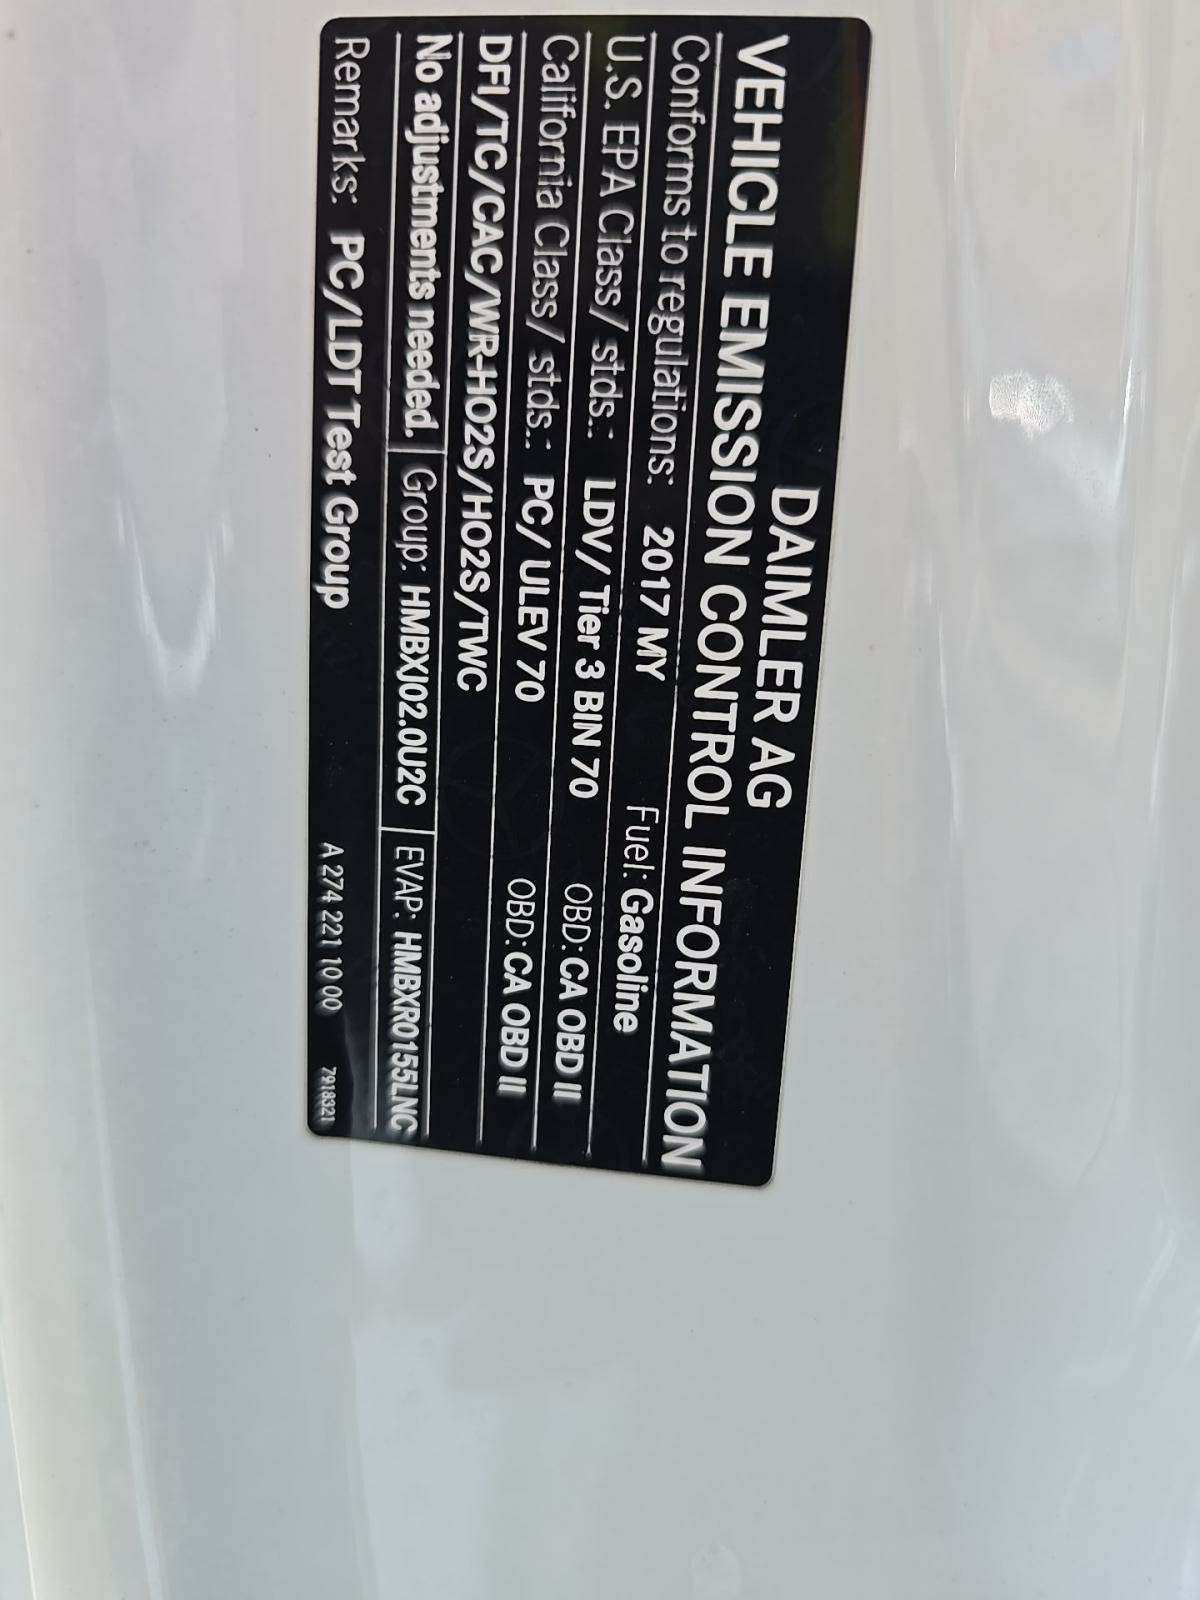 DAIMLER AG
VEHICLE EMISSION CONTROL INFORMATION
Conforms to regulations: 2017 MY Fuel: Gasoline
U.S. EPA Class/ stds.: LDV/ Tier 3 BIN 70 OBD: CA OBD II
California Class/ stds.: PC/ ULEV 70 OBD: CA OBD II
DFI/TC/CAC/WR-HO2S/HO2S/TWC
No adjustments needed. Group: HMBXJ02.0U2C EVAP: HMBXR0155LNC
Remarks: PC/LDT Test Group A 274 221 10 00 7918321